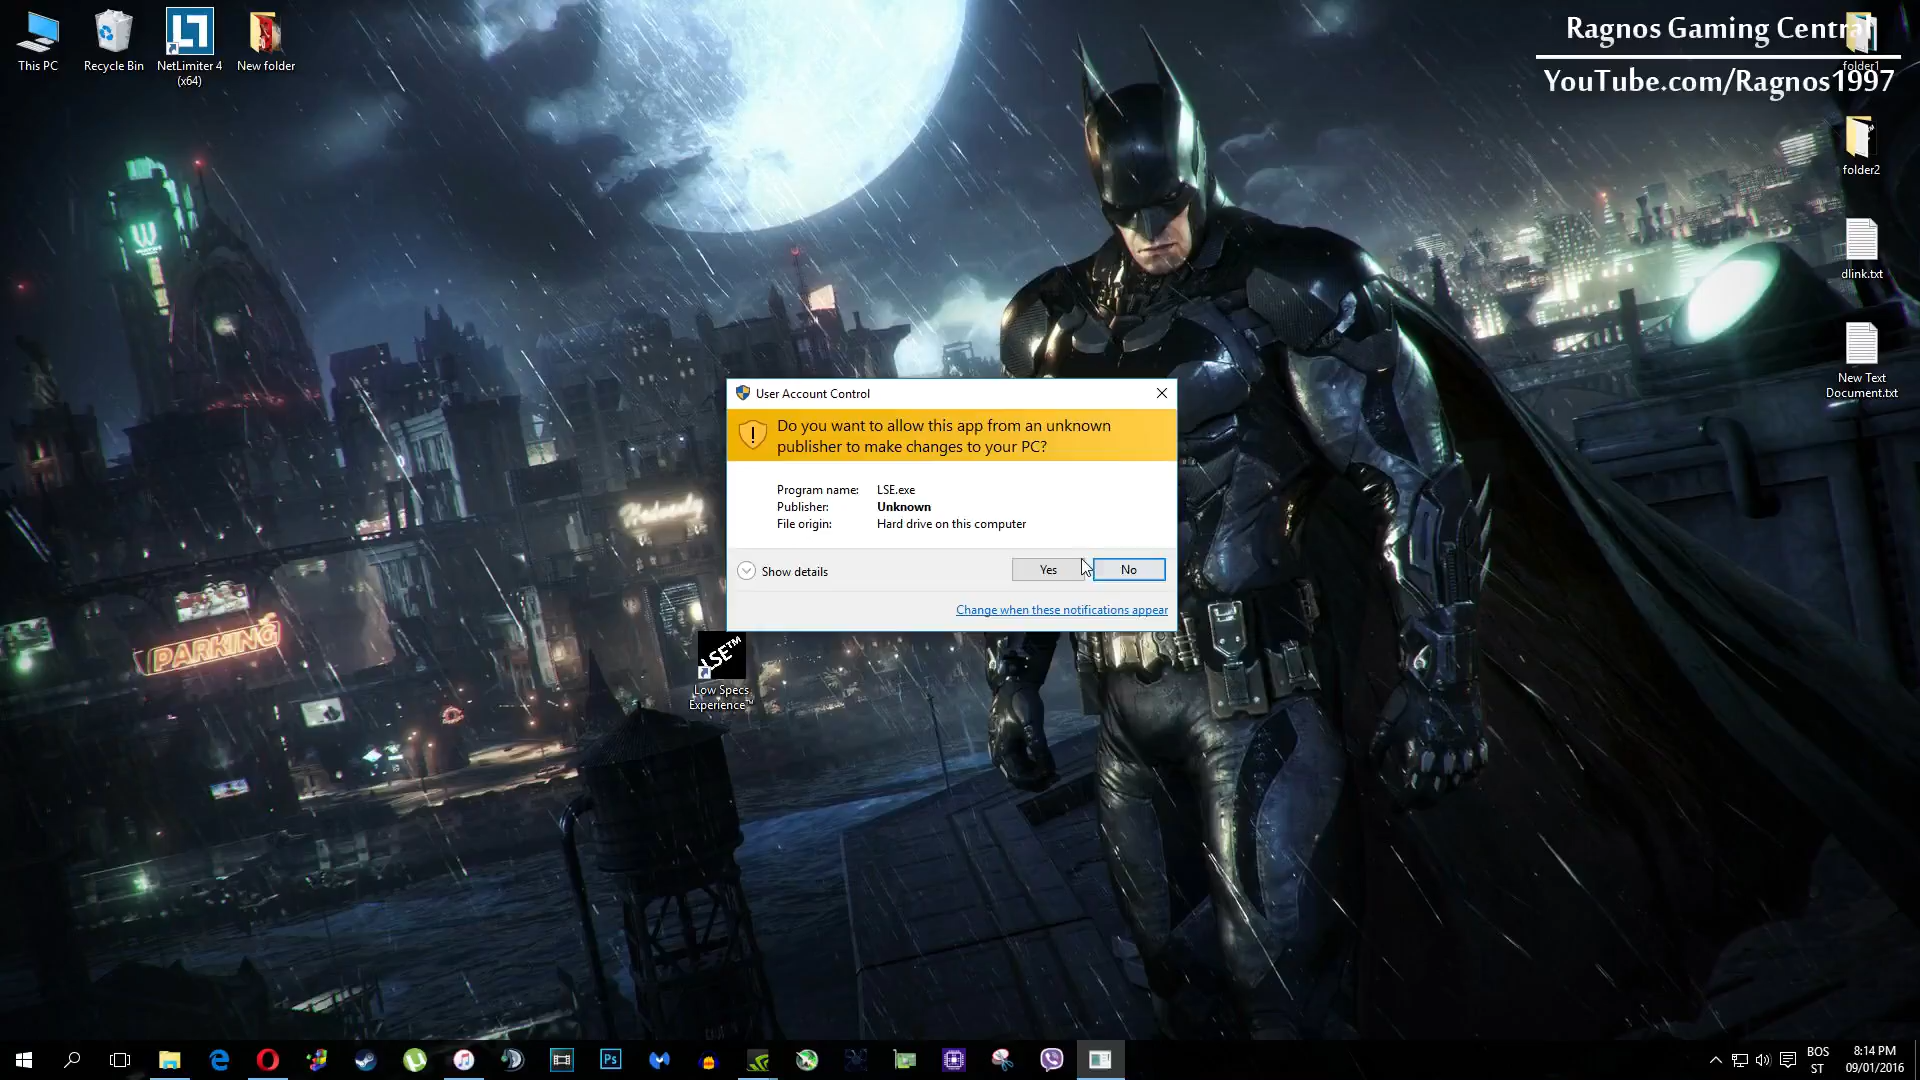 This PC
Recycle Bin
NetLimiter 4
(x64)
New folder
Ragnos Gaming Central
YouTube.com/Ragnos1997
folder1
folder2
dlink.txt
New Text
Document.txt
User Account Control
Do you want to allow this app from an unknown
publisher to make changes to your PC?
Program name: LSE.exe
Publisher: Unknown
File origin: Hard drive on this computer
Show details
Yes
No
Change when these notifications appear
LSE™
Low Specs
Experience™
PARKING
Ps
BOS
ST
8:14 PM
09/01/2016